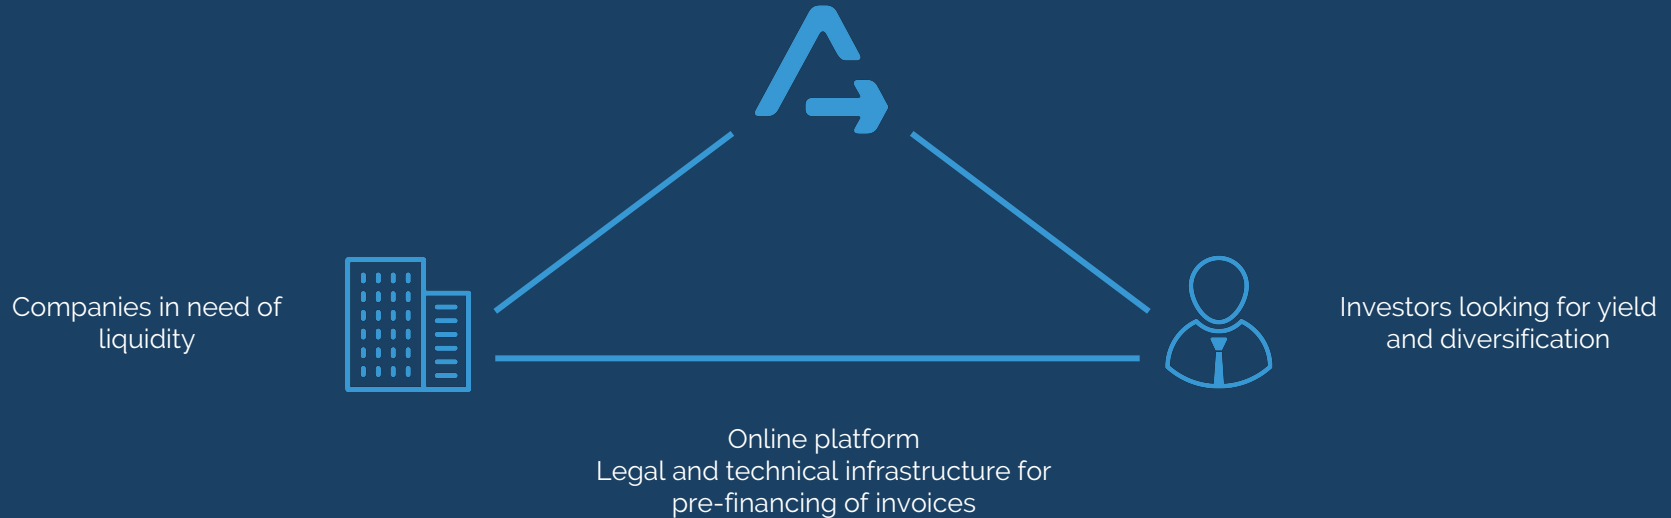 Companies in need of
liquidity
Investors looking for yield
and diversification
Online platform
Legal and technical infrastructure for
pre-financing of invoices